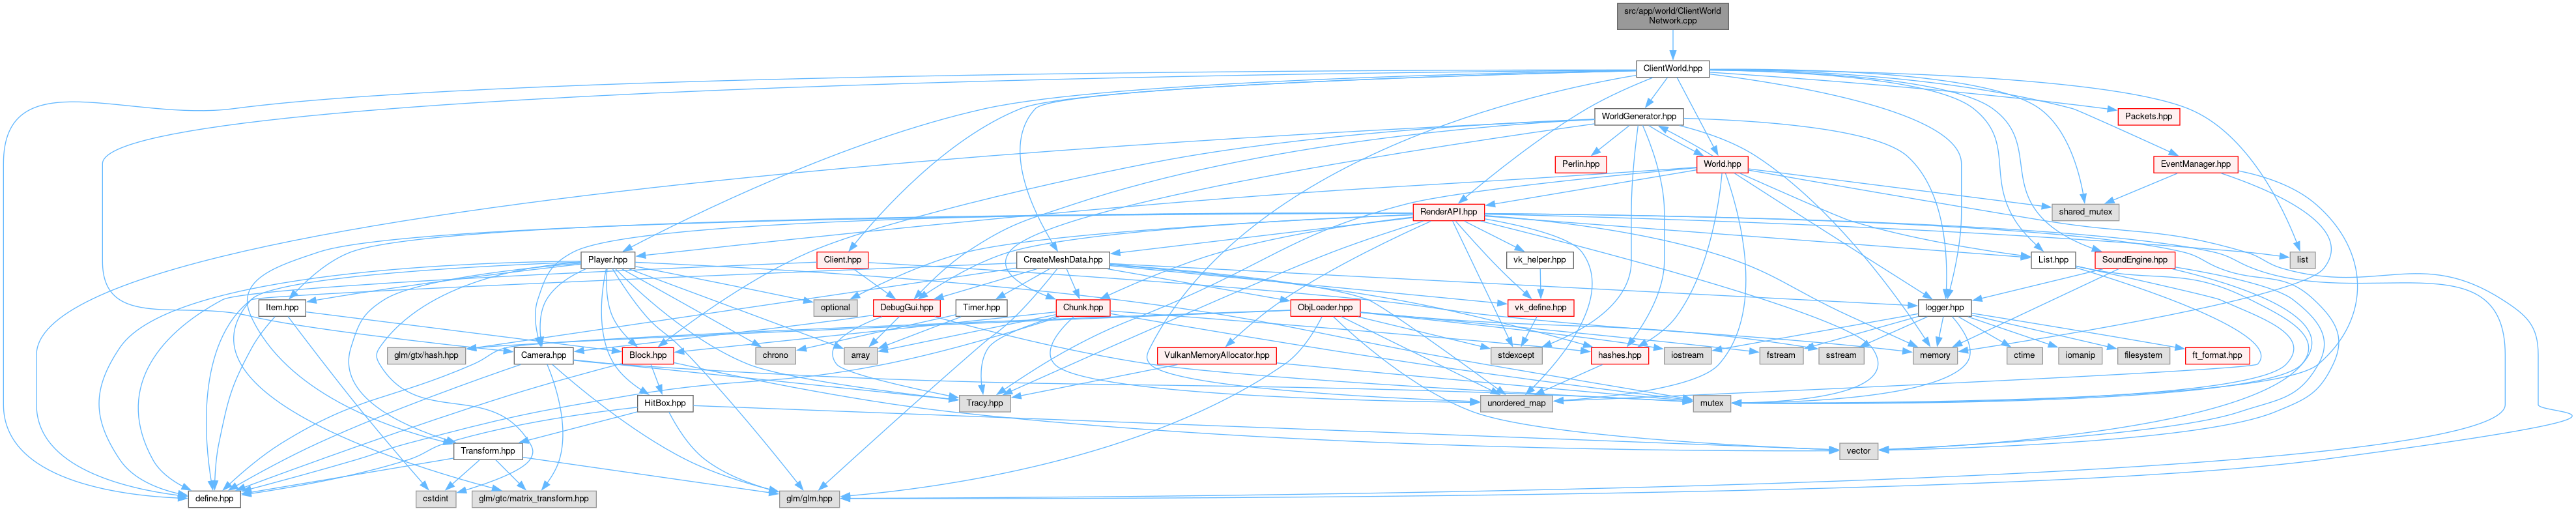 src/app/world/ClientWorld
Network.cpp
ClientWorld.hpp
WorldGenerator.hpp
Packets.hpp
Perlin.hpp
World.hpp
EventManager.hpp
RenderAPI.hpp
shared_mutex
Player.hpp
Client.hpp
CreateMeshData.hpp
vk_helper.hpp
List.hpp
SoundEngine.hpp
list
Item.hpp
optional
DebugGui.hpp
Timer.hpp
Chunk.hpp
ObjLoader.hpp
vk_define.hpp
logger.hpp
glm/gtx/hash.hpp
Camera.hpp
Block.hpp
chrono
array
VulkanMemoryAllocator.hpp
stdexcept
hashes.hpp
iostream
fstream
sstream
memory
ctime
iomanip
filesystem
ft_format.hpp
HitBox.hpp
Tracy.hpp
unordered_map
mutex
Transform.hpp
vector
define.hpp
cstdint
glm/gtc/matrix_transform.hpp
glm/glm.hpp